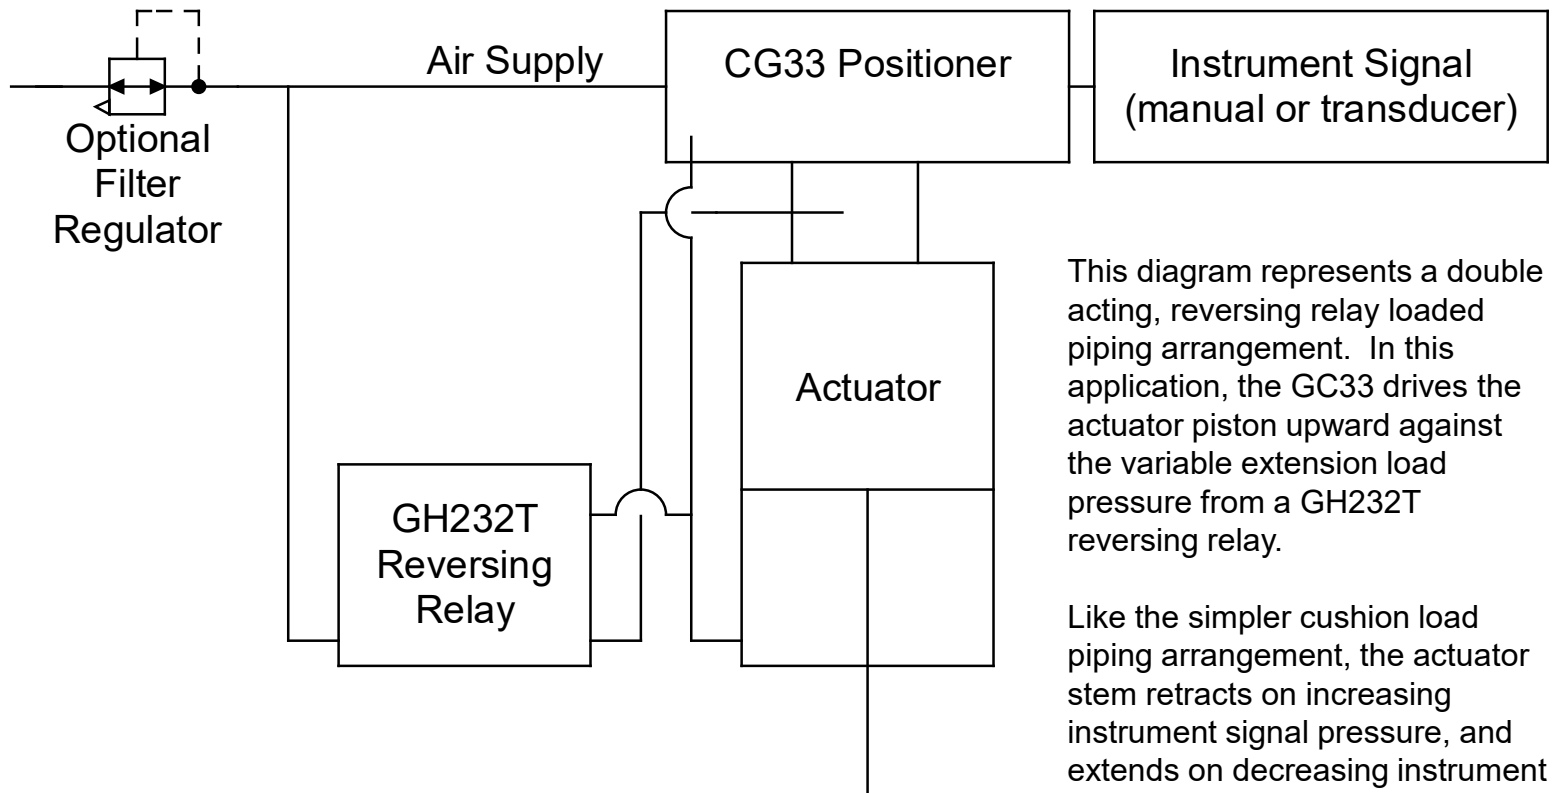 Air Supply
CG33 Positioner
Instrument Signal
(manual or transducer)
Optional
Filter
Regulator
Actuator
GH232T
Reversing
Relay
This diagram represents a double
acting, reversing relay loaded
piping arrangement.  In this
application, the GC33 drives the
actuator piston upward against
the variable extension load
pressure from a GH232T
reversing relay.
Like the simpler cushion load
piping arrangement, the actuator
stem retracts on increasing
instrument signal pressure, and
extends on decreasing instrument